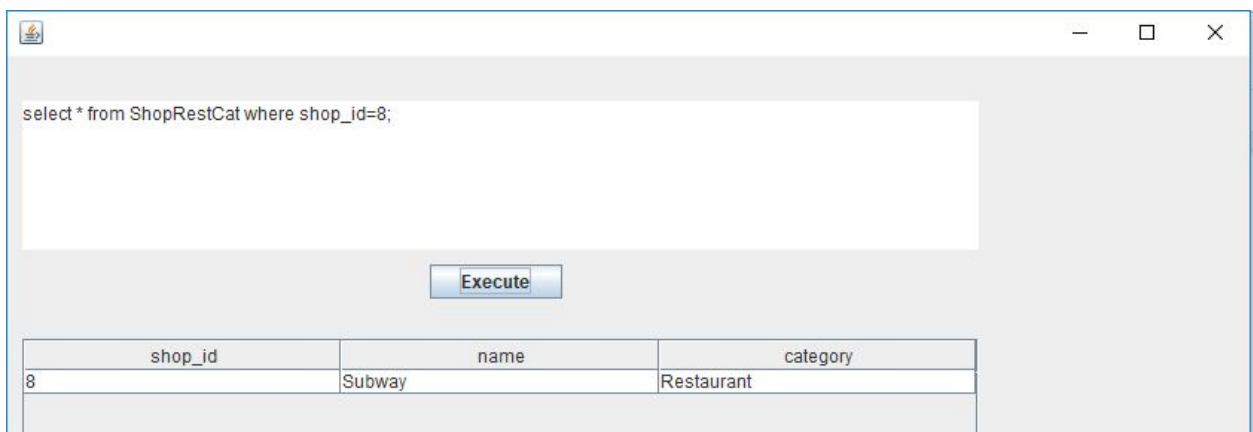 select * from ShopRestCat where shop_id=8;
Execute
shop_id name category
8 Subway Restaurant